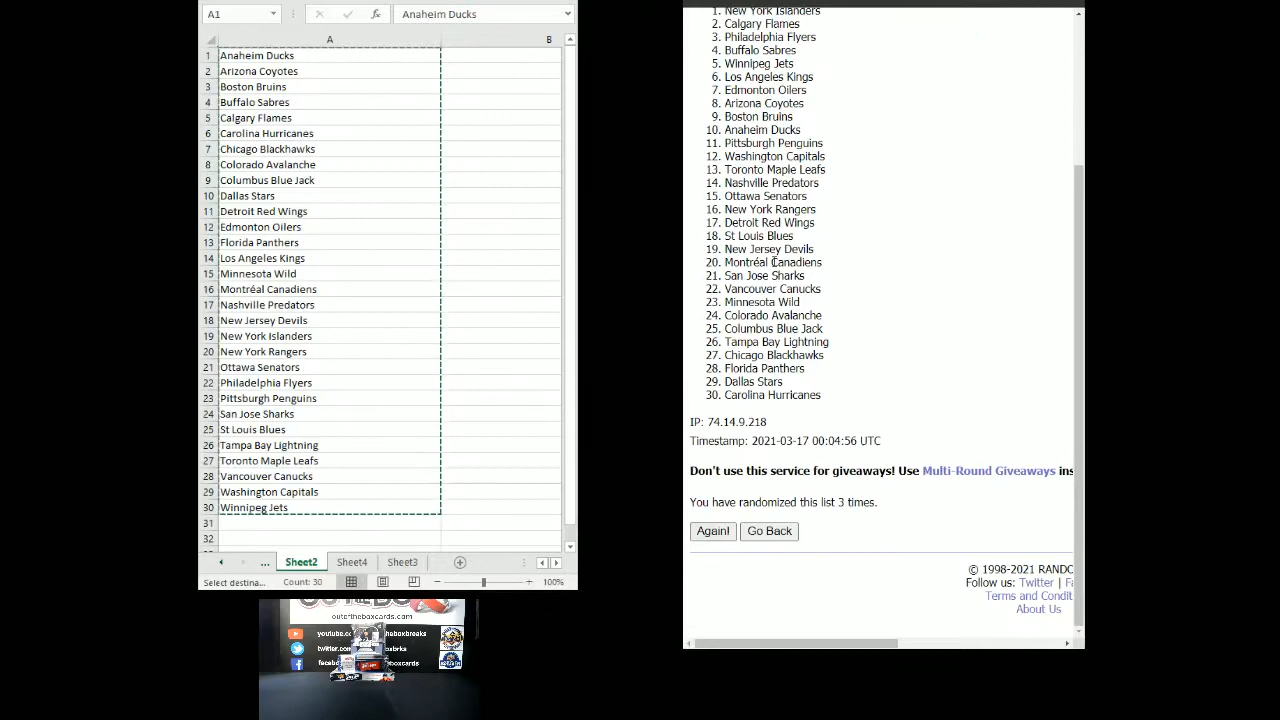 A1
Anaheim Ducks
A
B
1 Anaheim Ducks
2 Arizona Coyotes
3 Boston Bruins
4 Buffalo Sabres
5 Calgary Flames
6 Carolina Hurricanes
7 Chicago Blackhawks
8 Colorado Avalanche
9 Columbus Blue Jack
10 Dallas Stars
11 Detroit Red Wings
12 Edmonton Oilers
13 Florida Panthers
14 Los Angeles Kings
15 Minnesota Wild
16 Montréal Canadiens
17 Nashville Predators
18 New Jersey Devils
19 New York Islanders
20 New York Rangers
21 Ottawa Senators
22 Philadelphia Flyers
23 Pittsburgh Penguins
24 San Jose Sharks
25 St Louis Blues
26 Tampa Bay Lightning
27 Toronto Maple Leafs
28 Vancouver Canucks
29 Washington Capitals
30 Winnipeg Jets
31
32
... Sheet2 Sheet4 Sheet3
Select destina... Count: 30 100%
outoftheboxcards.com
1. New York Islanders
2. Calgary Flames
3. Philadelphia Flyers
4. Buffalo Sabres
5. Winnipeg Jets
6. Los Angeles Kings
7. Edmonton Oilers
8. Arizona Coyotes
9. Boston Bruins
10. Anaheim Ducks
11. Pittsburgh Penguins
12. Washington Capitals
13. Toronto Maple Leafs
14. Nashville Predators
15. Ottawa Senators
16. New York Rangers
17. Detroit Red Wings
18. St Louis Blues
19. New Jersey Devils
20. Montréal Canadiens
21. San Jose Sharks
22. Vancouver Canucks
23. Minnesota Wild
24. Colorado Avalanche
25. Columbus Blue Jack
26. Tampa Bay Lightning
27. Chicago Blackhawks
28. Florida Panthers
29. Dallas Stars
30. Carolina Hurricanes
IP: 74.14.9.218
Timestamp: 2021-03-17 00:04:56 UTC
Don't use this service for giveaways! Use Multi-Round Giveaways ins
You have randomized this list 3 times.
Again! Go Back
© 1998-2021 RANDO
Follow us: Twitter | Fa
Terms and Condit
About Us